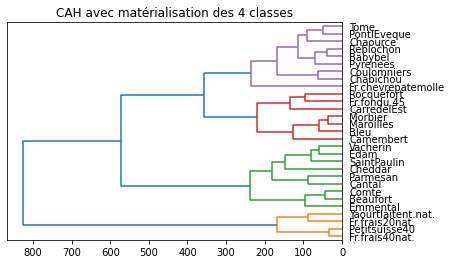 CAH avec matérialisation des 4 classes
Tome
PontlEveque
Chaource
Reblochon
Babybel
Pyrenees
Coulomniers
Chabichou
Fr.chevrepatemolle
Rocquefort
Fr.fondu.45
CarredelEst
Morbier
Maroilles
Bleu
Camembert
Vacherin
Edam
SaintPaulin
Cheddar
Parmesan
Cantal
Comte
Beaufort
Emmental
Yaourtlaitent.nat.
Fr.frais20nat.
Petitsuisse40
Fr.frais40nat.
800 700 600 500 400 300 200 100 0